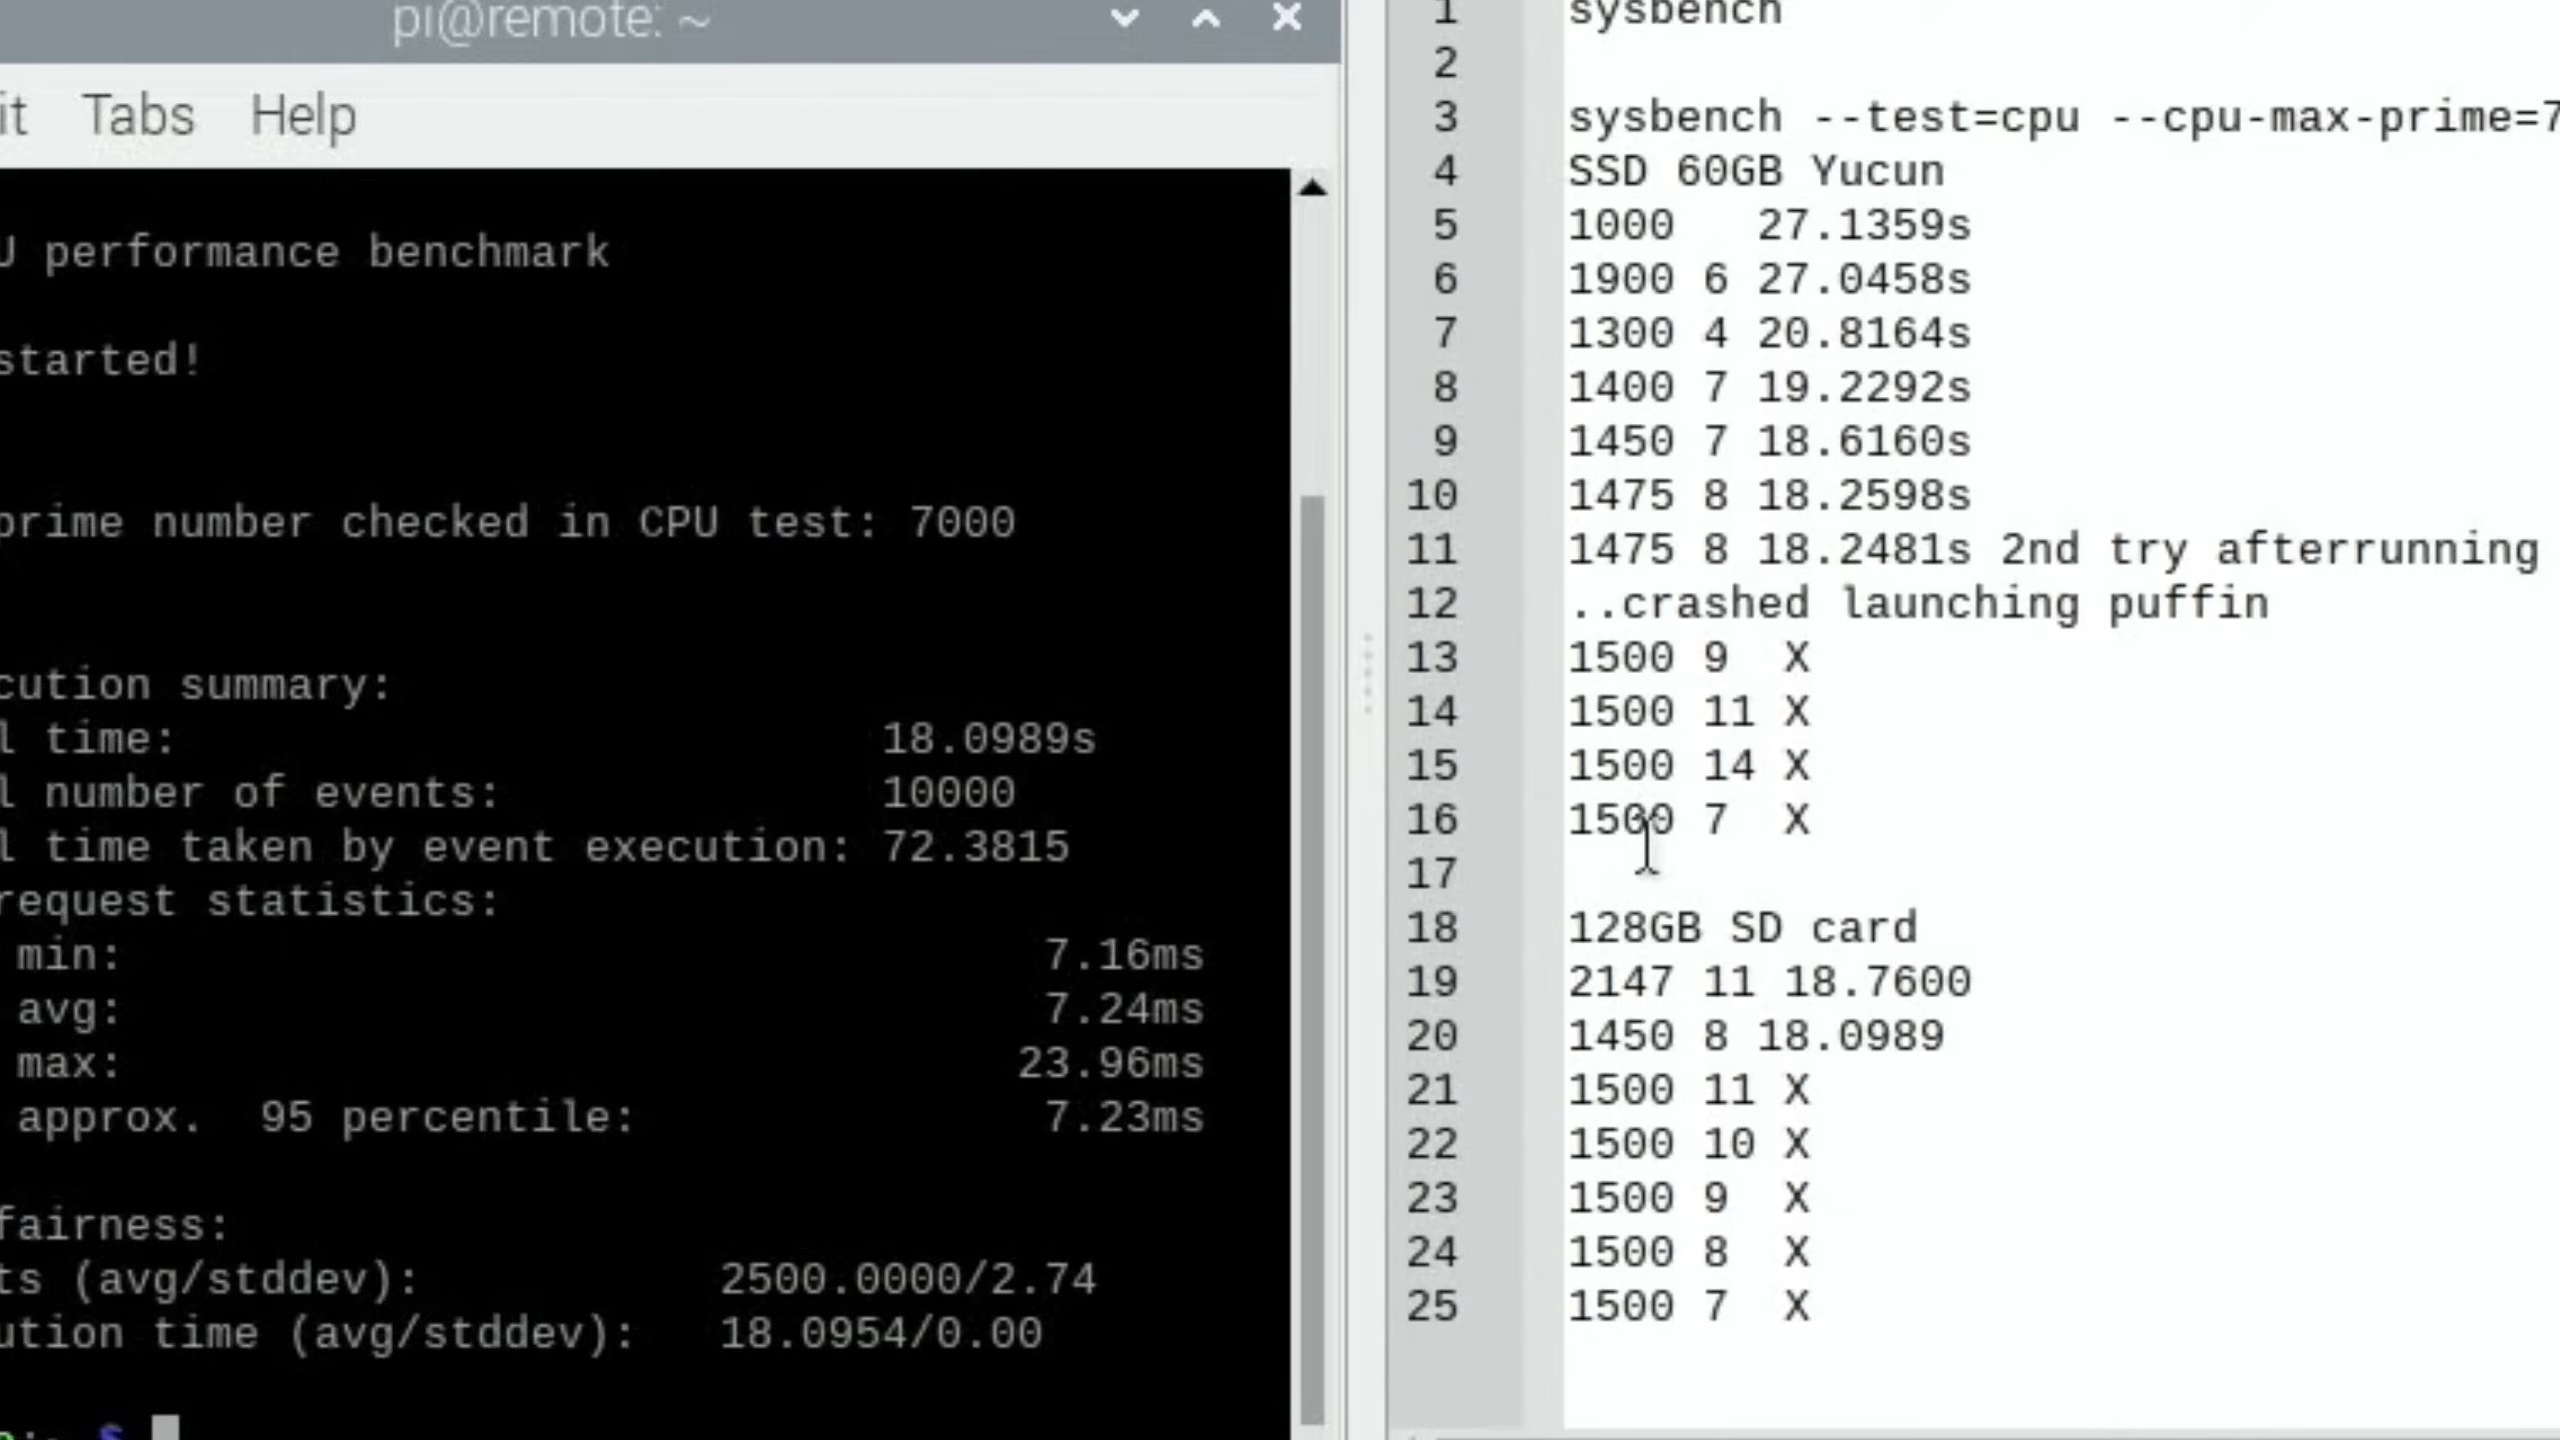 pi@remote: ~
it Tabs Help
U performance benchmark
started!
prime number checked in CPU test: 7000
cution summary:
l time: 18.0989s
l number of events: 10000
l time taken by event execution: 72.3815
request statistics:
min: 7.16ms
avg: 7.24ms
max: 23.96ms
approx. 95 percentile: 7.23ms
fairness:
ts (avg/stddev): 2500.0000/2.74
ution time (avg/stddev): 18.0954/0.00
$
1 sysbench
2
3 sysbench --test=cpu --cpu-max-prime=7
4 SSD 60GB Yucun
5 1000 27.1359s
6 1900 6 27.0458s
7 1300 4 20.8164s
8 1400 7 19.2292s
9 1450 7 18.6160s
10 1475 8 18.2598s
11 1475 8 18.2481s 2nd try afterrunning
12 ..crashed launching puffin
13 1500 9 X
14 1500 11 X
15 1500 14 X
16 1500 7 X
17
18 128GB SD card
19 2147 11 18.7600
20 1450 8 18.0989
21 1500 11 X
22 1500 10 X
23 1500 9 X
24 1500 8 X
25 1500 7 X